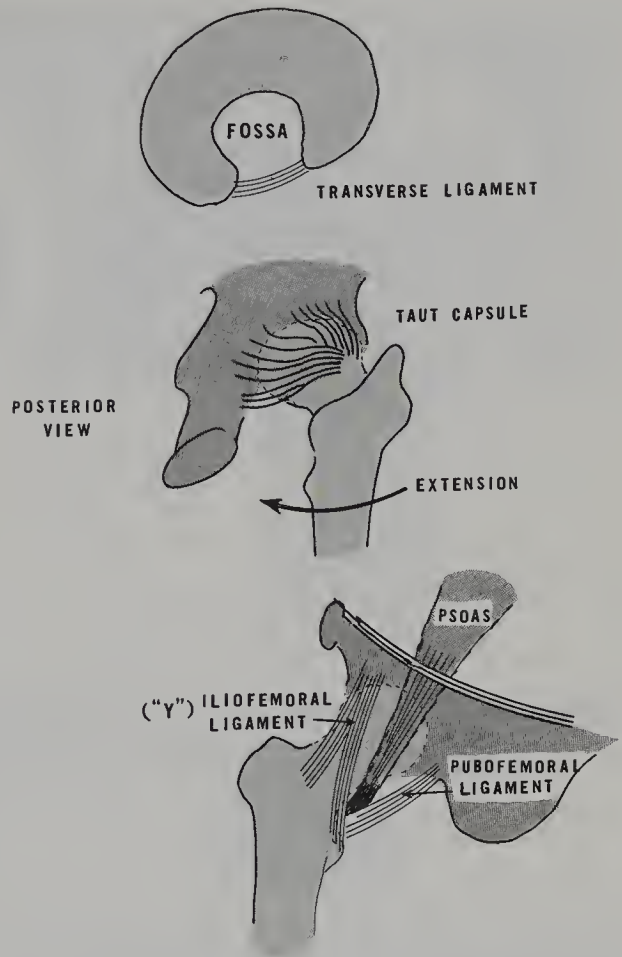 FOSSA
TRANSVERSE LIGAMENT
TAUT CAPSULE
POSTERIOR
VIEW
EXTENSION
PSOAS
("Y") ILIOFEMORAL
LIGAMENT
PUBOFEMORAL
LIGAMENT